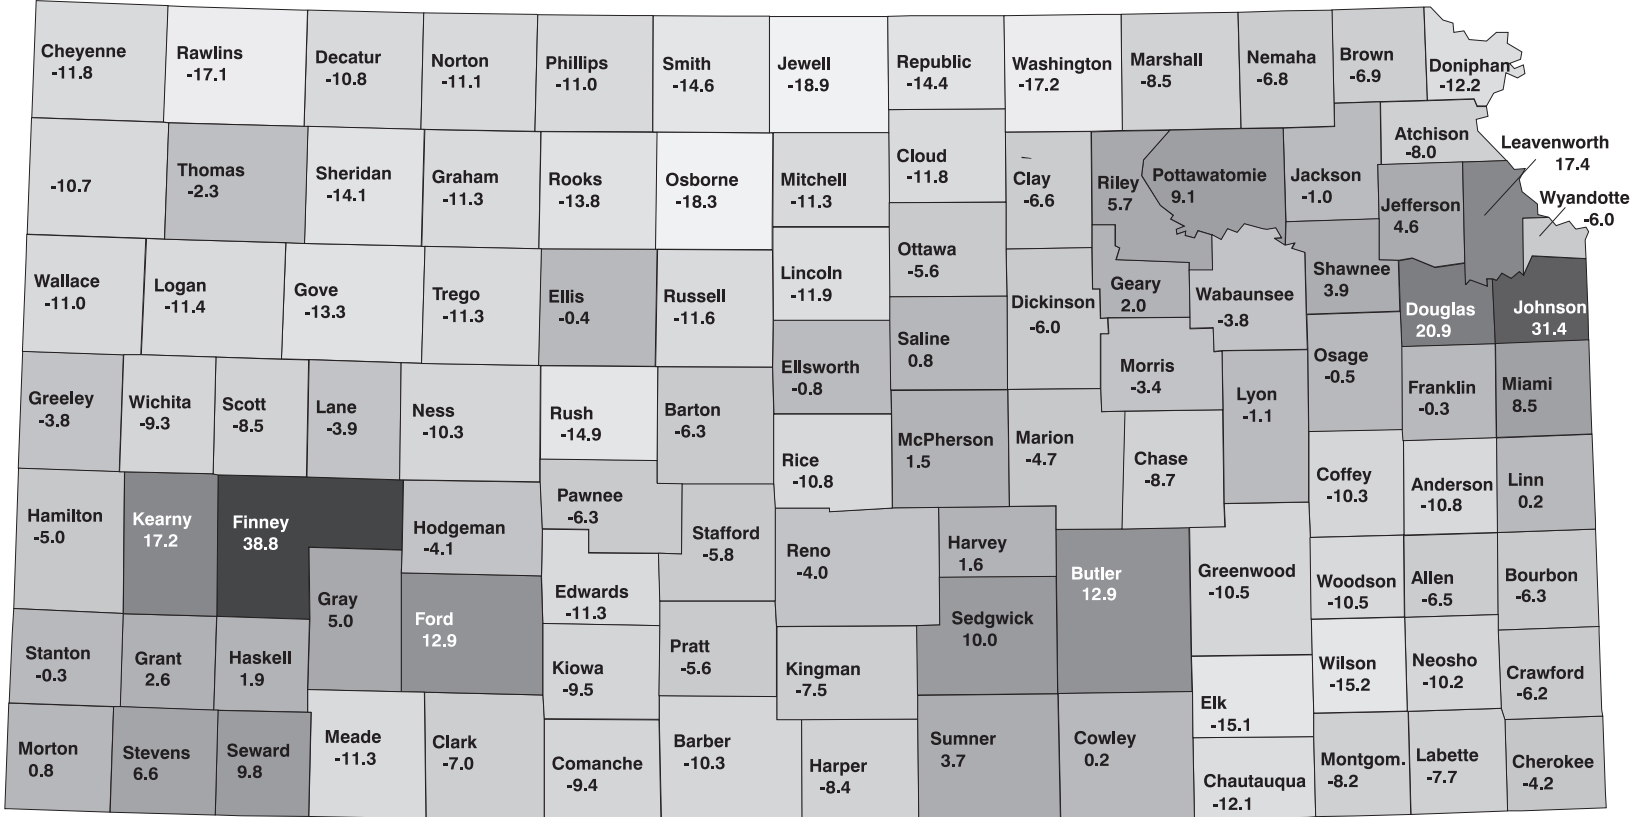 Cheyenne
-11.8
Rawlins
-17.1
Decatur
-10.8
Norton
-11.1
Phillips
-11.0
Smith
-14.6
Jewell
-18.9
Republic
-14.4
Washington
-17.2
Marshall
-8.5
Nemaha
-6.8
Brown
-6.9
Doniphan
-12.2
-10.7
Thomas
-2.3
Sheridan
-14.1
Graham
-11.3
Rooks
-13.8
Osborne
-18.3
Mitchell
-11.3
Cloud
-11.8
Clay
-6.6
Riley
5.7
Pottawatomie
9.1
Jackson
-1.0
Atchison
-8.0
Jefferson
4.6
Leavenworth
17.4
Wyandotte
-6.0
Wallace
-11.0
Logan
-11.4
Gove
-13.3
Trego
-11.3
Ellis
-0.4
Russell
-11.6
Lincoln
-11.9
Ottawa
-5.6
Dickinson
-6.0
Geary
2.0
Wabaunsee
-3.8
Shawnee
3.9
Douglas
20.9
Johnson
31.4
Greeley
-3.8
Wichita
-9.3
Scott
-8.5
Lane
-3.9
Ness
-10.3
Rush
-14.9
Barton
-6.3
Ellsworth
-0.8
Saline
0.8
Morris
-3.4
Osage
-0.5
Franklin
-0.3
Miami
8.5
Rice
-10.8
McPherson
1.5
Marion
-4.7
Chase
-8.7
Lyon
-1.1
Coffey
-10.3
Anderson
-10.8
Linn
0.2
Hamilton
-5.0
Kearny
17.2
Finney
38.8
Hodgeman
-4.1
Pawnee
-6.3
Stafford
-5.8
Reno
-4.0
Harvey
1.6
Butler
12.9
Greenwood
-10.5
Woodson
-10.5
Allen
-6.5
Bourbon
-6.3
Gray
5.0
Ford
12.9
Edwards
-11.3
Sedgwick
10.0
Stanton
-0.3
Grant
2.6
Haskell
1.9
Kiowa
-9.5
Pratt
-5.6
Kingman
-7.5
Wilson
-15.2
Neosho
-10.2
Crawford
-6.2
Elk
-15.1
Morton
0.8
Stevens
6.6
Seward
9.8
Meade
-11.3
Clark
-7.0
Comanche
-9.4
Barber
-10.3
Harper
-8.4
Sumner
3.7
Cowley
0.2
Chautauqua
-12.1
Montgom.
-8.2
Labette
-7.7
Cherokee
-4.2